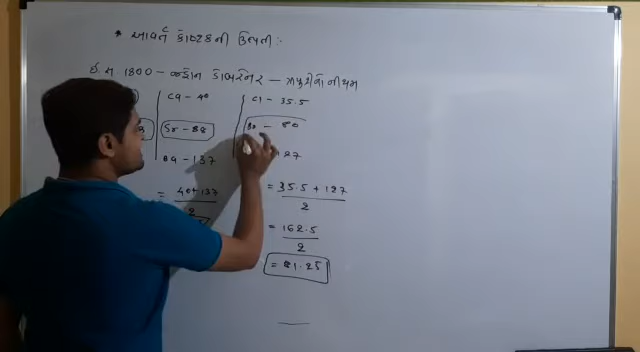 * આવર્ત કોષ્ટકની ઉત્પતી :-
ઇ.સ 1800 - જહોન ડોબરેનર - ત્રિપુટીનો નિયમ
Ca - 40
Sr - 88
Ba - 137
= 40+137
2
Cl - 35.5
Br - 80
127
= 35.5 + 127
2
= 162.5
2
= 81.25